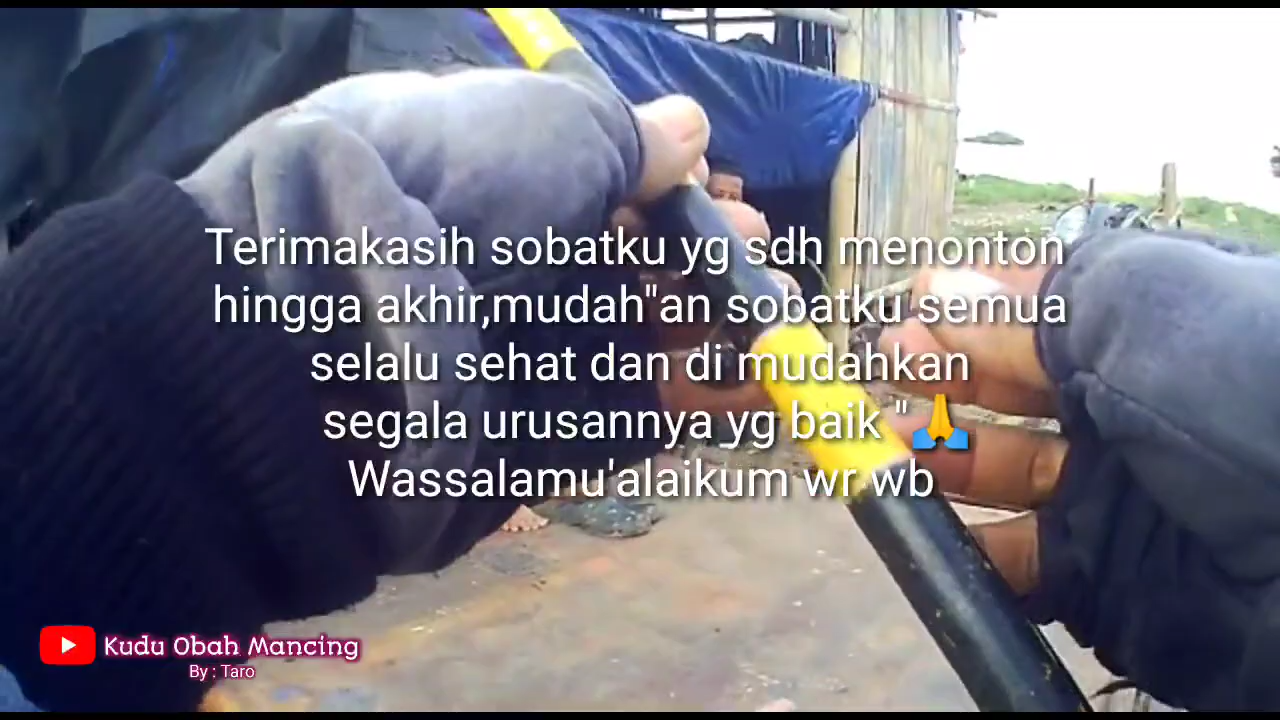 Terimakasih sobatku yg sdh menonton
hingga akhir,mudah"an sobatku semua
selalu sehat dan di mudahkan
segala urusannya yg baik "🙏
Wassalamu'alaikum wr wb
Kudu Obah Mancing
By : Taro